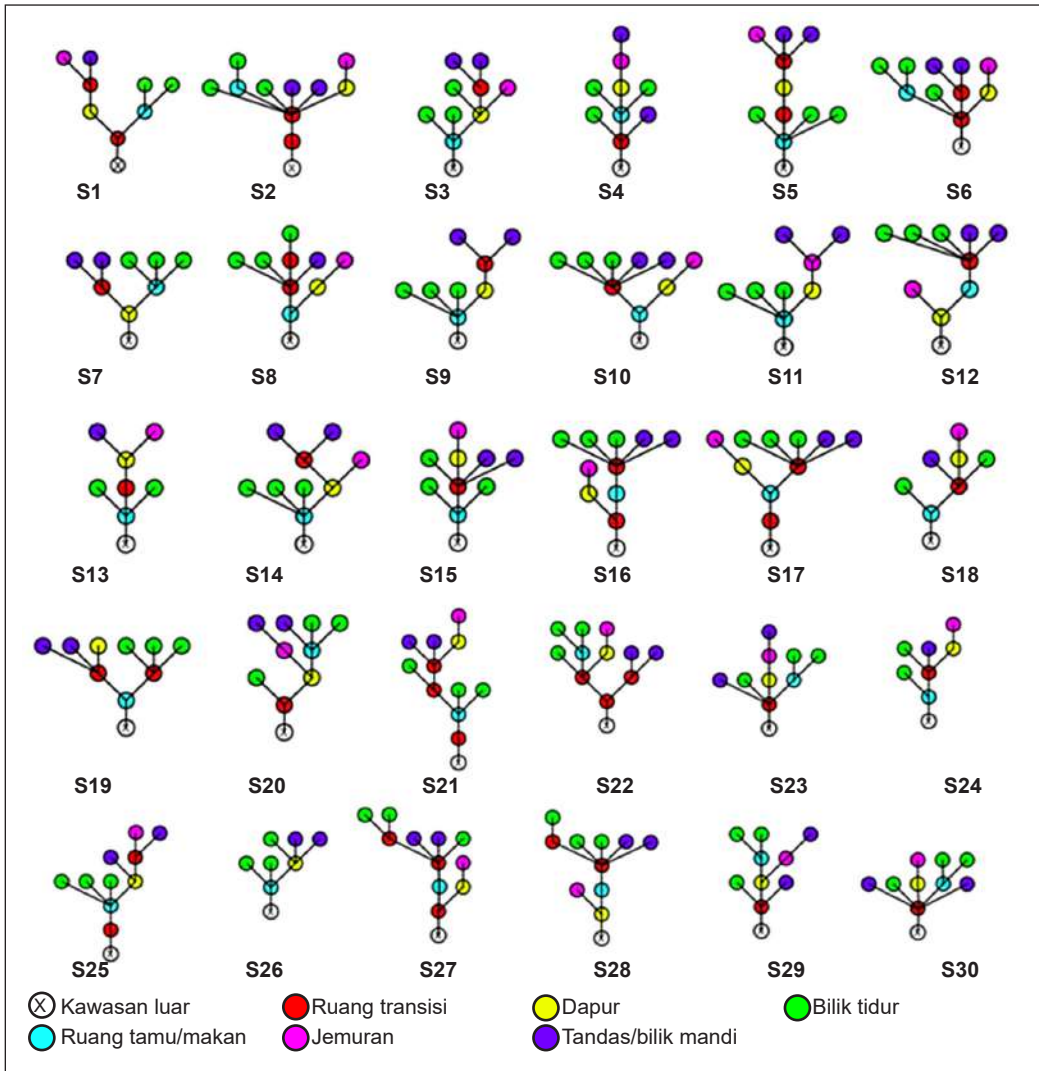 S1 S2 S3 S4 S5 S6
S7 S8 S9 S10 S11 S12
S13 S14 S15 S16 S17 S18
S19 S20 S21 S22 S23 S24
S25 S26 S27 S28 S29 S30
X Kawasan luar Ruang transisi Dapur Bilik tidur
Ruang tamu/makan Jemuran Tandas/bilik mandi